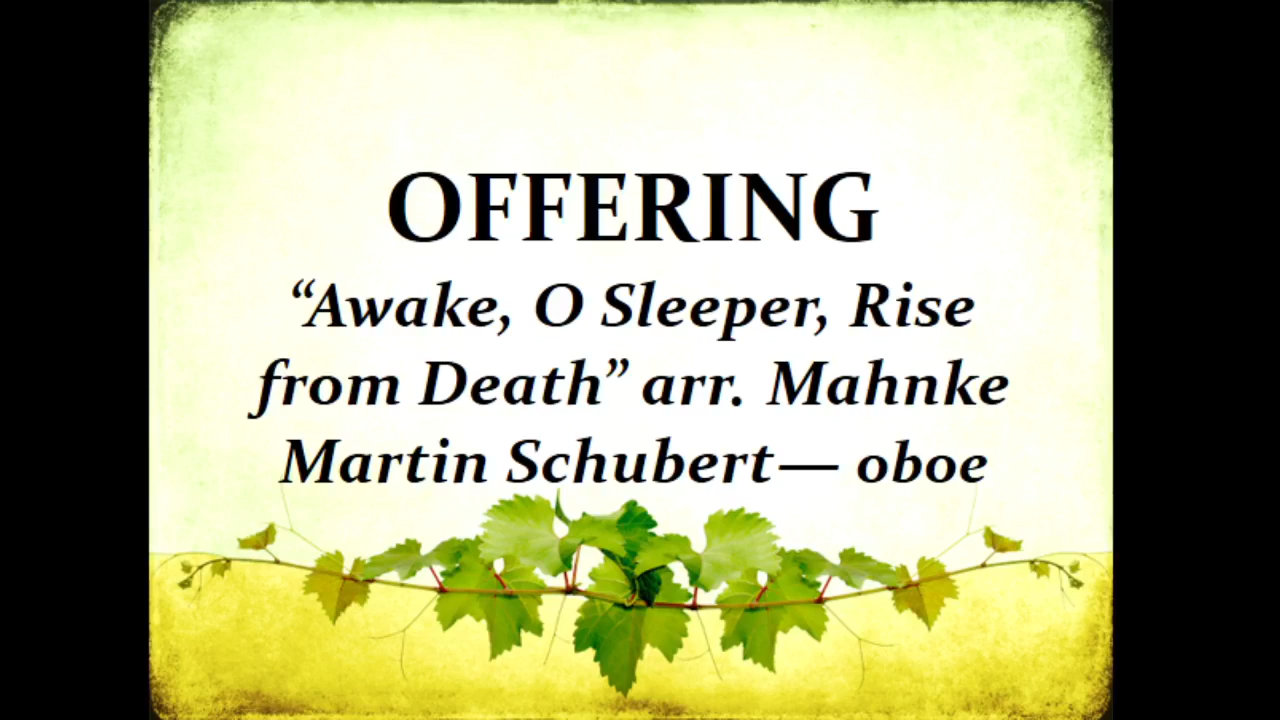 OFFERING
“Awake, O Sleeper, Rise
from Death” arr. Mahnke
Martin Schubert— oboe